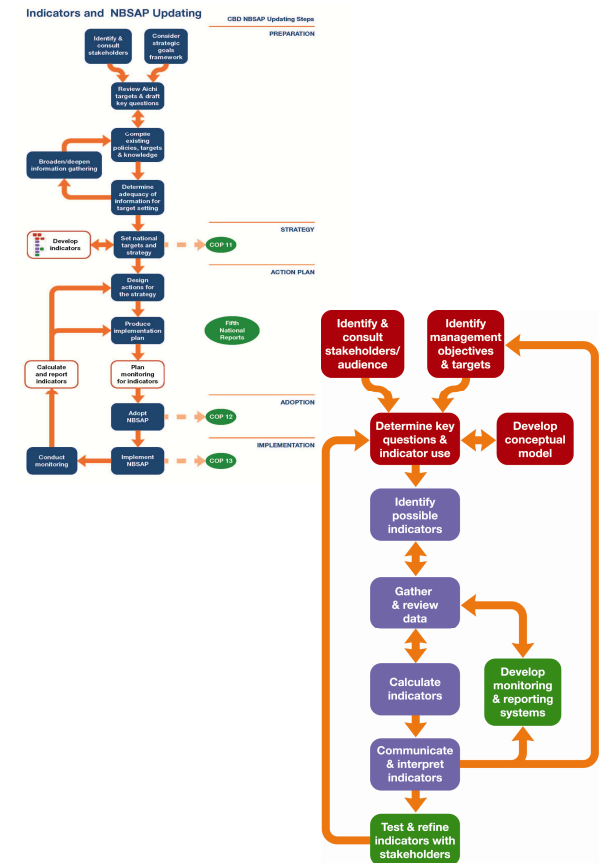 Indicators and NBSAP Updating
CBD NBSAP Updating Steps
PREPARATION
Identify &
consult
stakeholders
Consider
strategic
goals
framework
Review Aichi
targets & draft
key questions
Compile
existing
policies, targets
& knowledge
Broaden/deepen
information gathering
Determine
adequacy of
information for
target setting
STRATEGY
Develop
indicators
Set national
targets and
strategy
COP 11
ACTION PLAN
Design
actions for
the strategy
Produce
implementation
plan
Fifth
National
Reports
Calculate
and report
indicators
Plan
monitoring
for indicators
ADOPTION
Adopt
NBSAP
COP 12
IMPLEMENTATION
Conduct
monitoring
Implement
NBSAP
COP 13
Identify &
consult
stakeholders/
audience
Identify
management
objectives
& targets
Determine key
questions &
indicator use
Develop
conceptual
model
Identify
possible
indicators
Gather
& review
data
Calculate
indicators
Develop
monitoring
& reporting
systems
Communicate
& interpret
indicators
Test & refine
indicators with
stakeholders